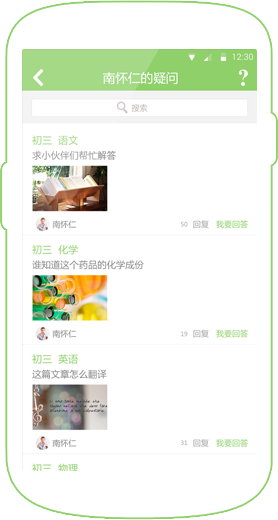 12:30
南怀仁的疑问
?
搜索
初三 语文
求小伙伴们帮忙解答
南怀仁 50 回复 我要回答
初三 化学
谁知道这个药品的化学成份
南怀仁 19 回复 我要回答
初三 英语
这篇文章怎么翻译
南怀仁 31 回复 我要回答
初三 物理